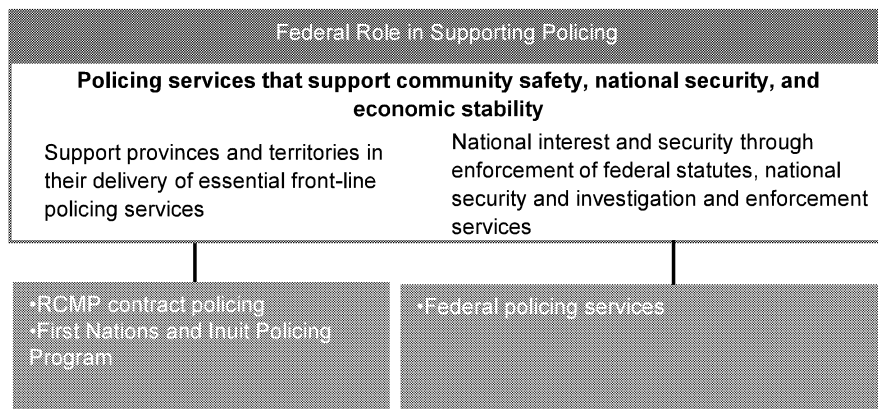 Federal Role in Supporting Policing
Policing services that support community safety, national security, and
economic stability
Support provinces and territories in
their delivery of essential front-line
policing services
National interest and security through
enforcement of federal statutes, national
security and investigation and enforcement
services
•RCMP contract policing
•First Nations and Inuit Policing
Program
•Federal policing services